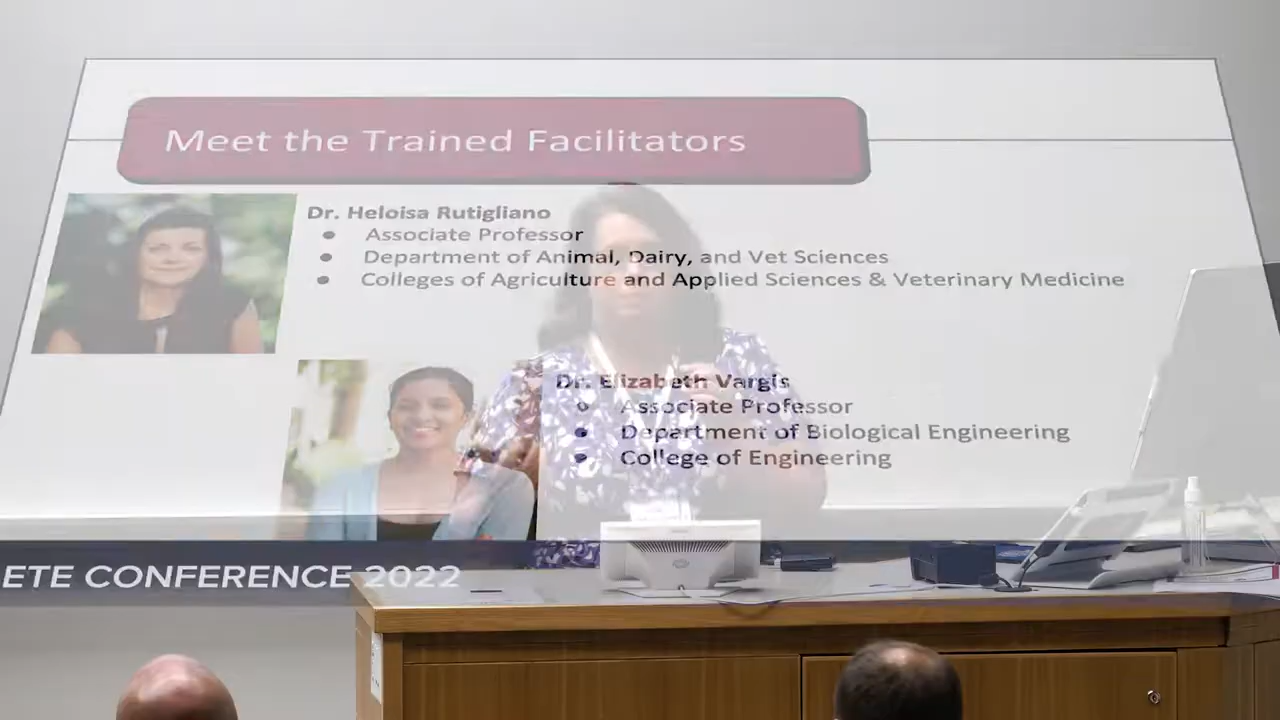 Meet the Trained Facilitators
Dr. Heloisa Rutigliano
● Associate Professor
● Department of Animal, Dairy, and Vet Sciences
● Colleges of Agriculture and Applied Sciences & Veterinary Medicine
Dr. Elizabeth Vargis
● Associate Professor
● Department of Biological Engineering
● College of Engineering
ETE CONFERENCE 2022